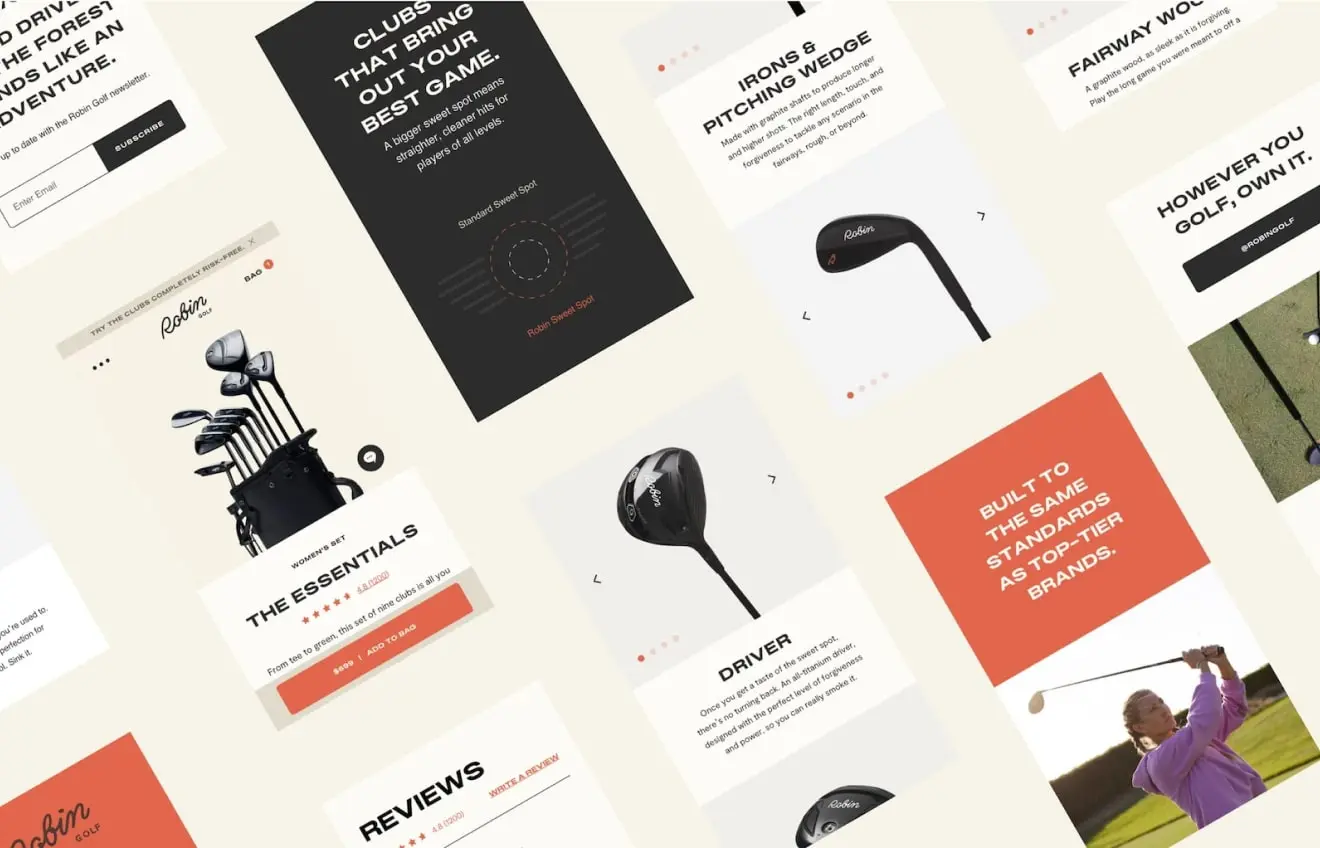 D DRIVE
THE FOREST
NDS LIKE AN
DVENTURE.
up to date with the Robin Golf newsletter.
Enter Email
SUBSCRIBE
TRY THE CLUBS COMPLETELY RISK-FREE.
Robin
GOLF
BAG 1
WOMEN'S SET
THE ESSENTIALS
4.8 (1200)
From tee to green, this set of nine clubs is all you
$699 | ADD TO BAG
you're used to.
perfection for
ol. Sink it.
Robin
GOLF
CLUBS
THAT BRING
OUT YOUR
BEST GAME.
A bigger sweet spot means
straighter, cleaner hits for
players of all levels.
Standard Sweet Spot
Robin Sweet Spot
REVIEWS
4.8 (1200)
WRITE A REVIEW
IRONS &
PITCHING WEDGE
Made with graphite shafts to produce longer
and higher shots. The right length, touch, and
forgiveness to tackle any scenario in the
fairways, rough, or beyond.
Robin
Robin
DRIVER
Once you get a taste of the sweet spot,
there's no turning back. An all-titanium driver,
designed with the perfect level of forgiveness
and power, so you can really smoke it.
Robin
FAIRWAY WOO
A graphite wood, as sleek as it is forgiving.
Play the long game you were meant to off a
HOWEVER YOU
GOLF, OWN IT.
@ROBINGOLF
BUILT TO
THE SAME
STANDARDS
AS TOP-TIER
BRANDS.